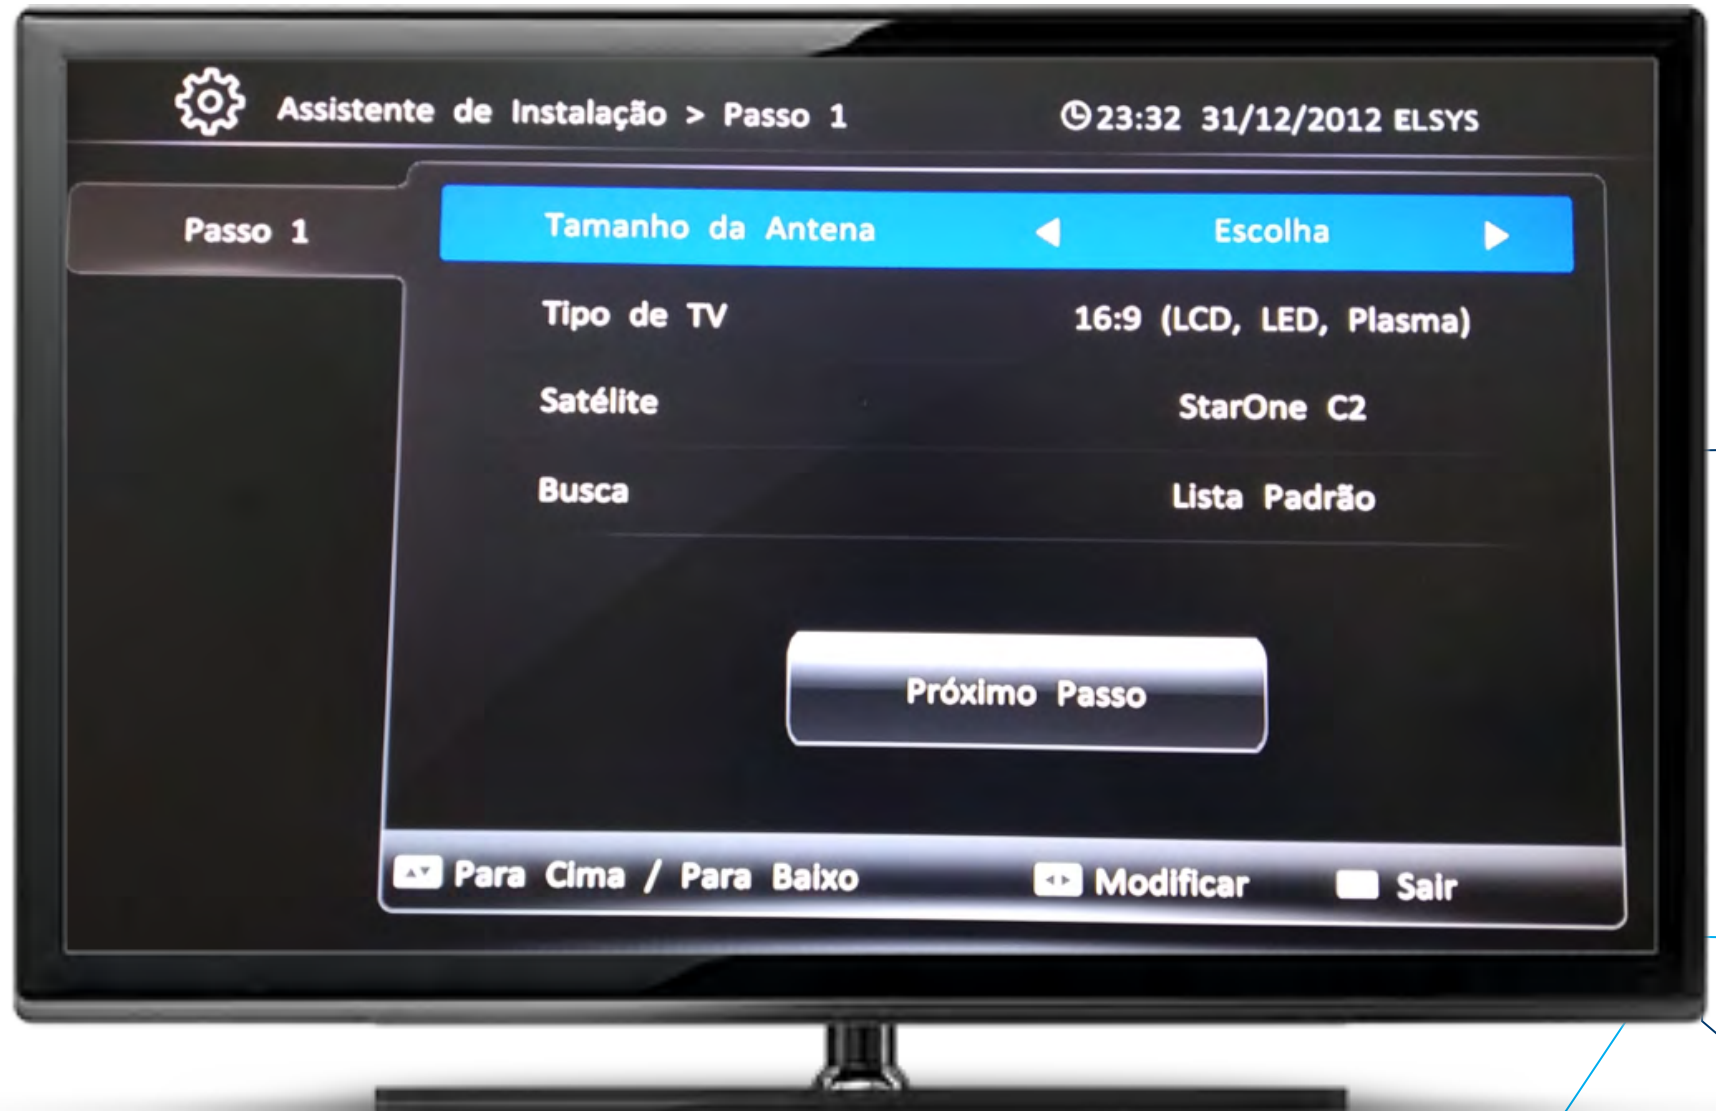 Assistente de Instalação > Passo 1
23:32 31/12/2012 ELSYS
Passo 1
Tamanho da Antena
Escolha
Tipo de TV
16:9 (LCD, LED, Plasma)
Satélite
StarOne C2
Busca
Lista Padrão
Próximo Passo
Para Cima / Para Baixo
Modificar
Sair